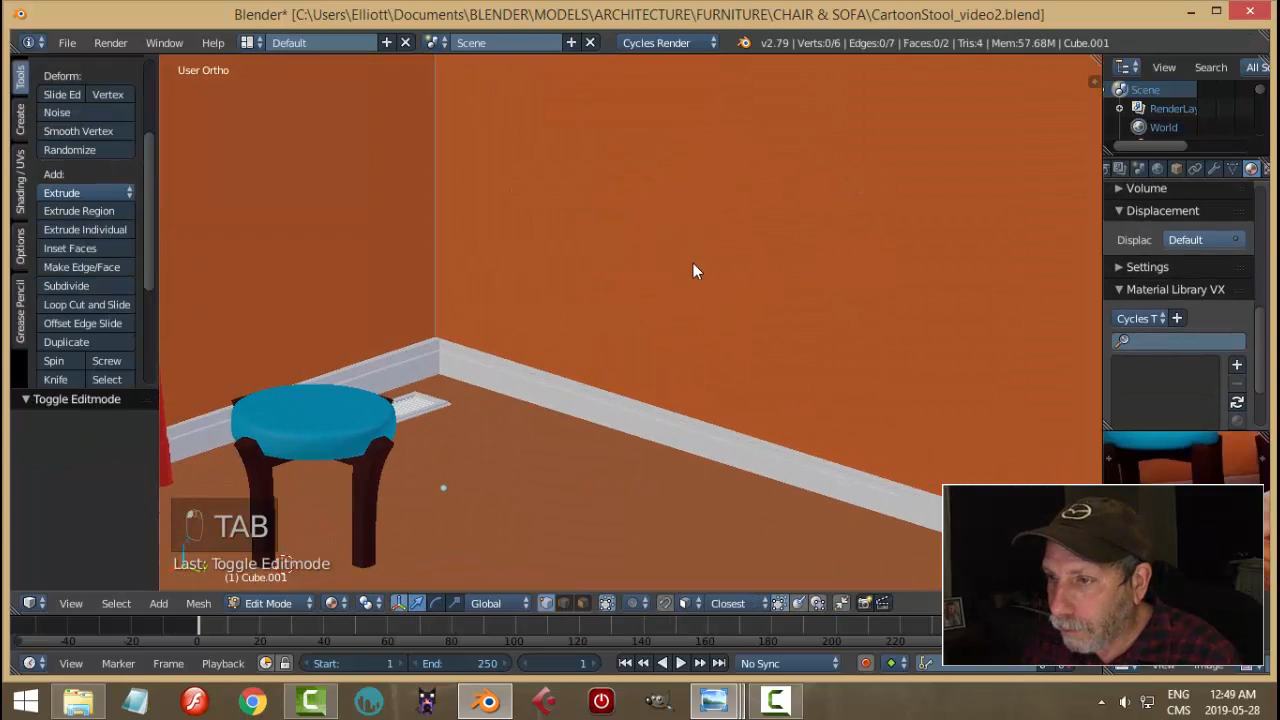 Blender* [C:\Users\Elliott\Documents\BLENDER\MODELS\ARCHITECTURE\FURNITURE\CHAIR & SOFA\CartoonStool_video2.blend]
File Render Window Help Default Scene Cycles Render v2.79 | Verts:0/6 | Edges:0/7 | Faces:0/2 | Tris:4 | Mem:57.68M | Cube.001
Tools
Create
Shading / UVs
Options
Grease Pencil
Deform:
Slide Ed Vertex
Noise
Smooth Vertex
Randomize
Add:
Extrude
Extrude Region
Extrude Individual
Inset Faces
Make Edge/Face
Subdivide
Loop Cut and Slide
Offset Edge Slide
Duplicate
Spin Screw
Knife Select
Toggle Editmode
User Ortho
TAB
Last: Toggle Editmode
(1) Cube.001
View Search All S
Scene
RenderLay
World
Volume
Displacement
Displac Default
Settings
Material Library VX
Cycles T
View Select Add Mesh Edit Mode Global Closest
-40 -20 0 20 40 60 80 100 120 140 160 180 200 220
View Marker Frame Playback Start: 1 End: 250 1 No Sync
ENG
CMS
12:49 AM
2019-05-28